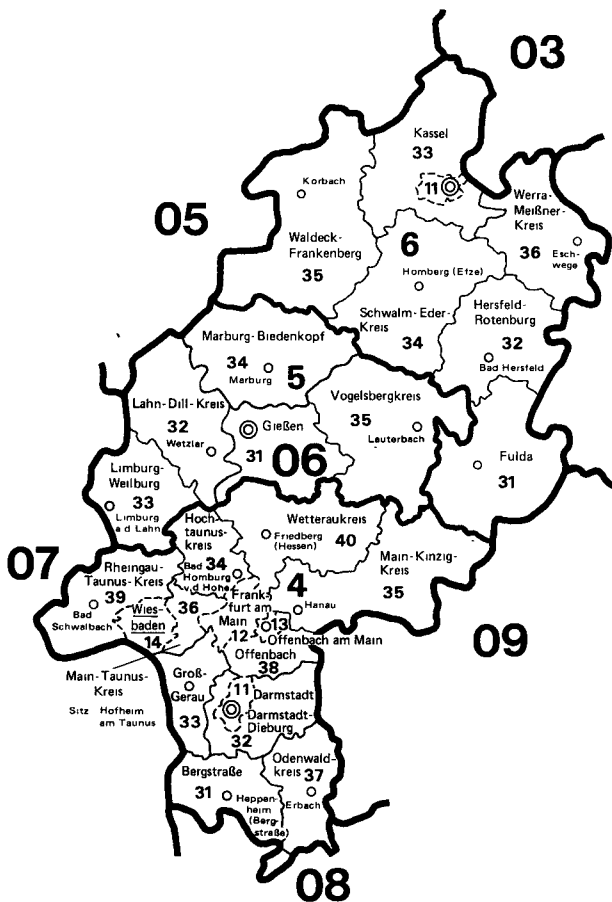 03
Kassel
33
11
Korbach
Werra-
Meißner-
Kreis
36
Esch-
wege
05
6
Waldeck-
Frankenberg
35
Homberg (Efze)
Schwalm-Eder-
Kreis
34
Hersfeld-
Rotenburg
32
Bad Hersfeld
Marburg-Biedenkopf
34
Marburg
5
Lahn-Dill-Kreis
32
Wetzlar
Gießen
31
06
Vogelsbergkreis
35
Lauterbach
Fulda
31
Limburg-
Weilburg
33
Limburg
a d Lahn
Hoch-
taunus-
kreis
34
Bad
Homburg
v d Höhe
Wetteraukreis
Friedberg
(Hessen)
40
Main-Kinzig-
Kreis
35
07
Rheingau-
Taunus-Kreis
39
Bad
Schwalbach
Wies-
baden
14
36
Frank-
furt am
Main
12
4
Hanau
13
Offenbach am Main
Offenbach
38
09
Main-Taunus-
Kreis
Sitz Hofheim
am Taunus
Groß-
Gerau
33
11
Darmstadt
Darmstadt-
Dieburg
32
Bergstraße
31
Heppen-
heim
(Berg-
straße)
Odenwald-
kreis
37
Erbach
08